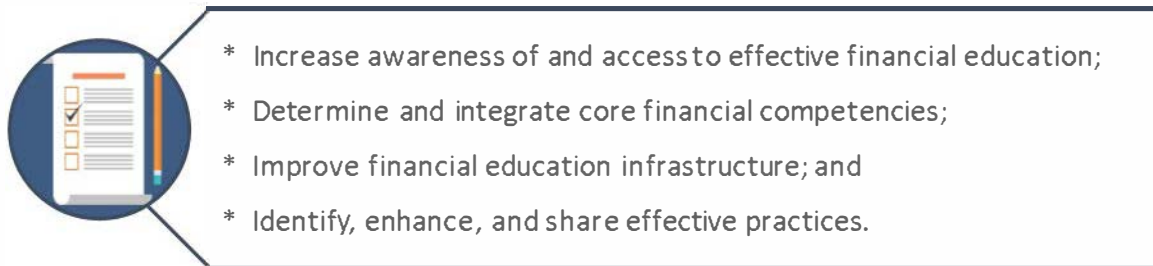 * Increase awareness of and access to effective financial education;
* Determine and integrate core financial competencies;
* Improve financial education infrastructure; and
* Identify, enhance, and share effective practices.